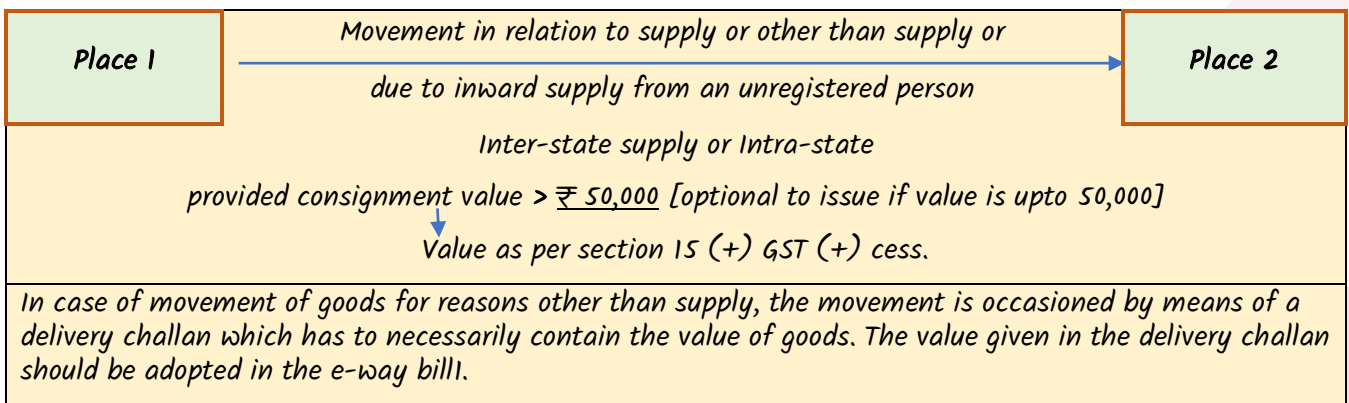 Place 1
Movement in relation to supply or other than supply or
Place 2
due to inward supply from an unregistered person
Inter-state supply or Intra-state
provided consignment value > ₹ 50,000 [optional to issue if value is upto 50,000]
Value as per section 15 (+) GST (+) cess.
In case of movement of goods for reasons other than supply, the movement is occasioned by means of a
delivery challan which has to necessarily contain the value of goods. The value given in the delivery challan
should be adopted in the e-way bill1.